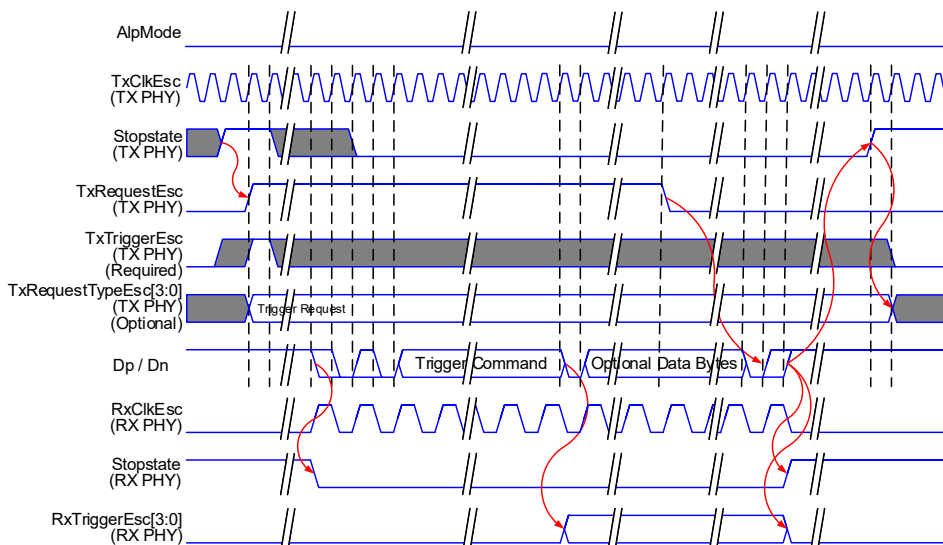 AlpMode
TxClkEsc
(TX PHY)
Stopstate
(TX PHY)
TxRequestEsc
(TX PHY)
TxTriggerEsc
(TX PHY)
(Required)
TxRequestTypeEsc[3:0]
(TX PHY)
(Optional)
Trigger Request
Dp / Dn
Trigger Command
Optional Data Bytes
RxClkEsc
(RX PHY)
Stopstate
(RX PHY)
RxTriggerEsc[3:0]
(RX PHY)